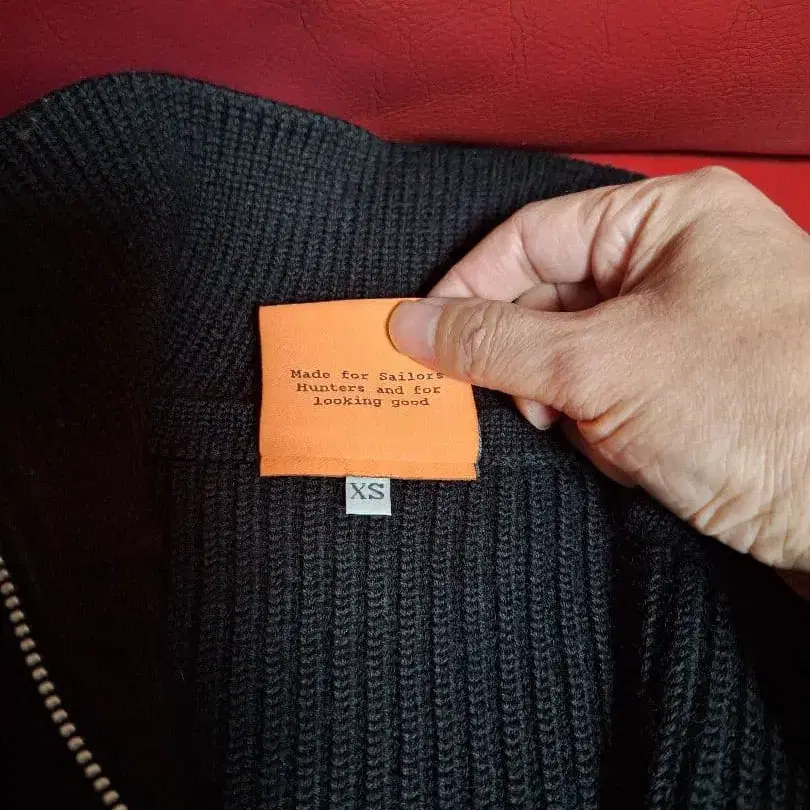 Made for Sailors
Hunters and for
looking good
XS